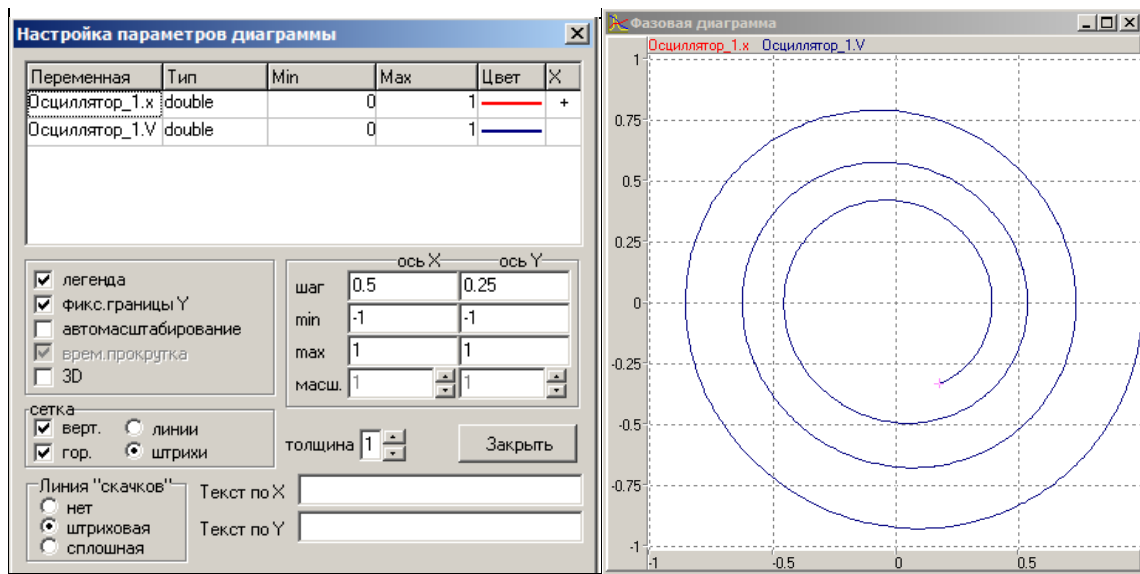 Настройка параметров диаграммы
Переменная Тип Min Max Цвет X
Осциллятор_1.x double 0 1 +
Осциллятор_1.V double 0 1
легенда
фикс.границы Y
автомасштабирование
врем.прокрутка
3D
ось X ось Y
шаг 0.5 0.25
min -1 -1
max 1 1
масш. 1 1
сетка
верт. линии
гор. штрихи
толщина 1 Закрыть
Линия "скачков"
нет
штриховая
сплошная
Текст по X
Текст по Y
Фазовая диаграмма
Осциллятор_1.x Осциллятор_1.V
1
0.75
0.5
0.25
0
-0.25
-0.5
-0.75
-1
-1 -0.5 0 0.5